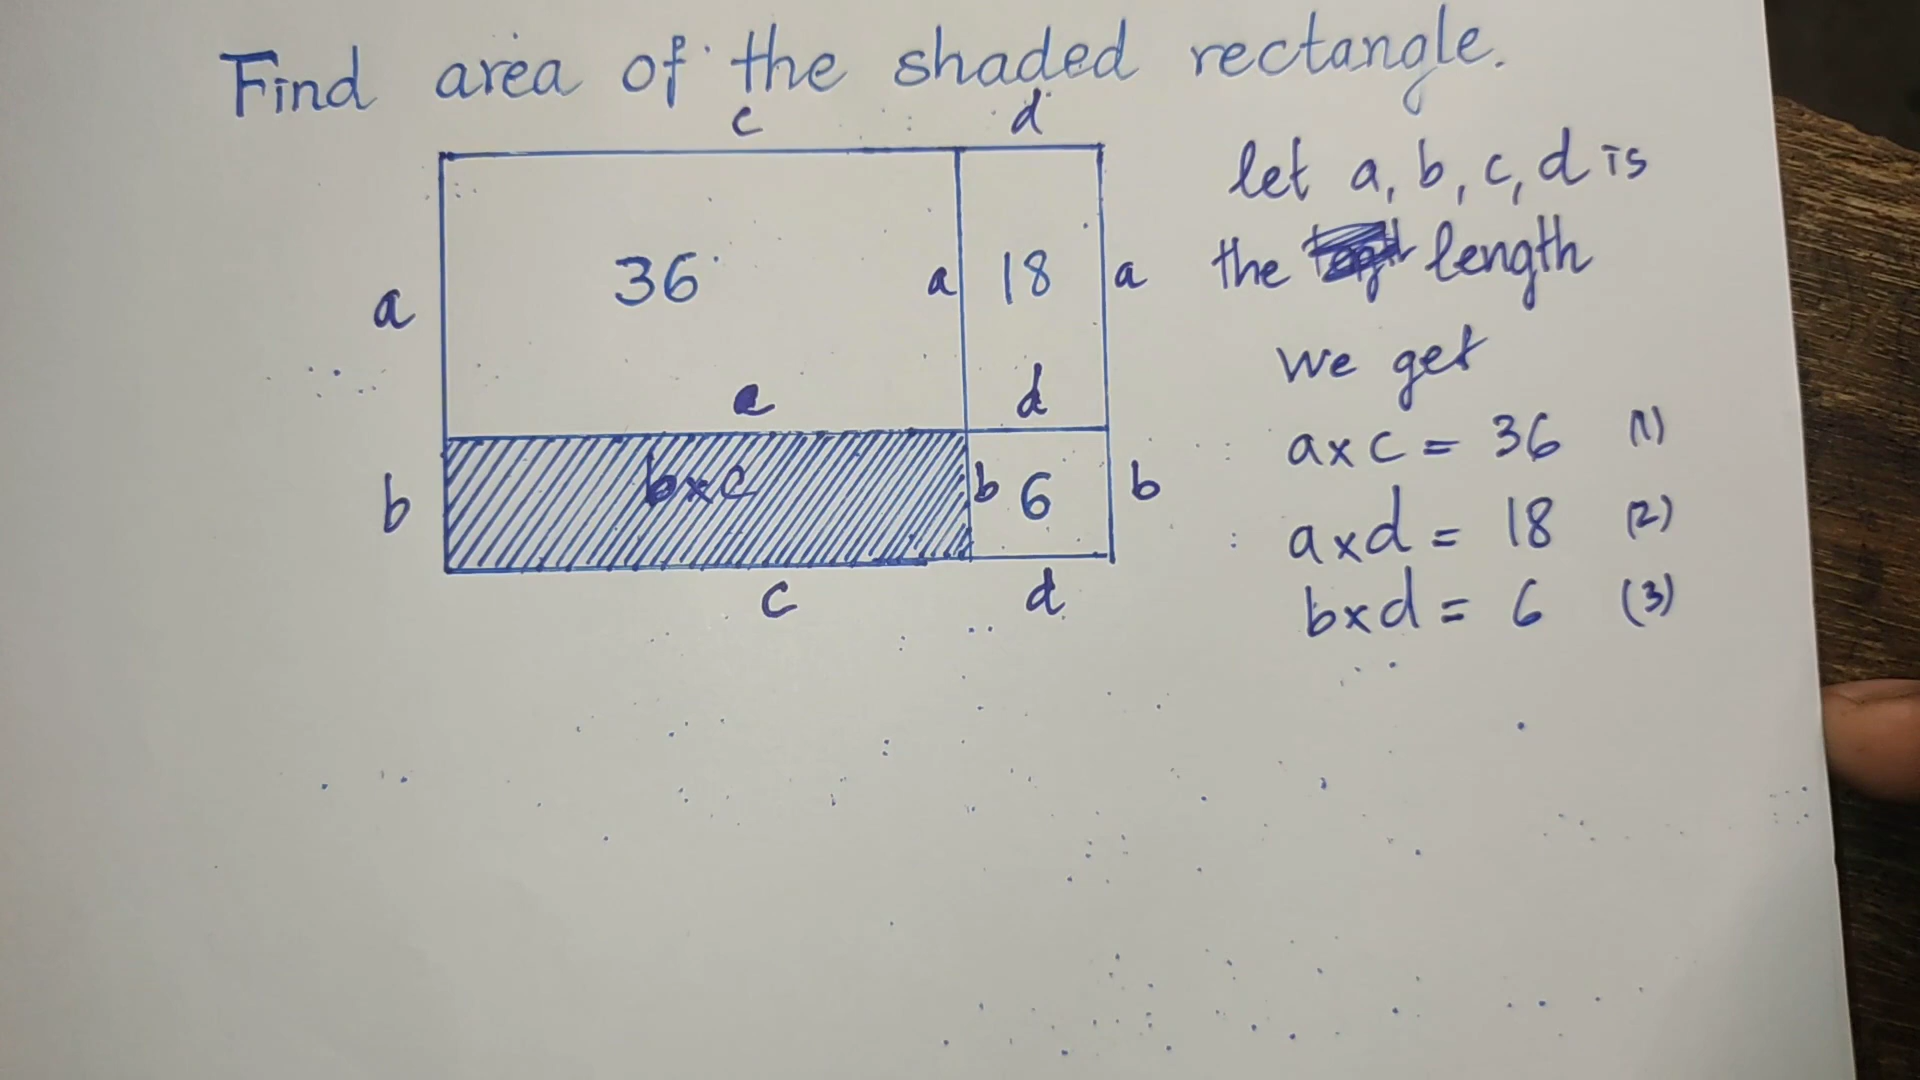 Find area of the shaded rectangle.
c d
let a, b, c, d is
the length
36 a 18 a
a
we get
c d
a x c = 36 (1)
b x c b 6 b
b
a x d = 18 (2)
c d
b x d = 6 (3)